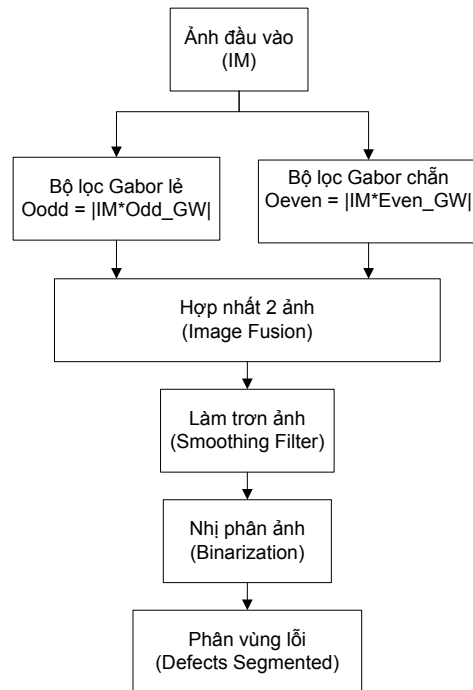 Ảnh đầu vào
(IM)
Bộ lọc Gabor lẻ
Oodd = |IM*Odd_GW|
Bộ lọc Gabor chẵn
Oeven = |IM*Even_GW|
Hợp nhất 2 ảnh
(Image Fusion)
Làm trơn ảnh
(Smoothing Filter)
Nhị phân ảnh
(Binarization)
Phân vùng lỗi
(Defects Segmented)